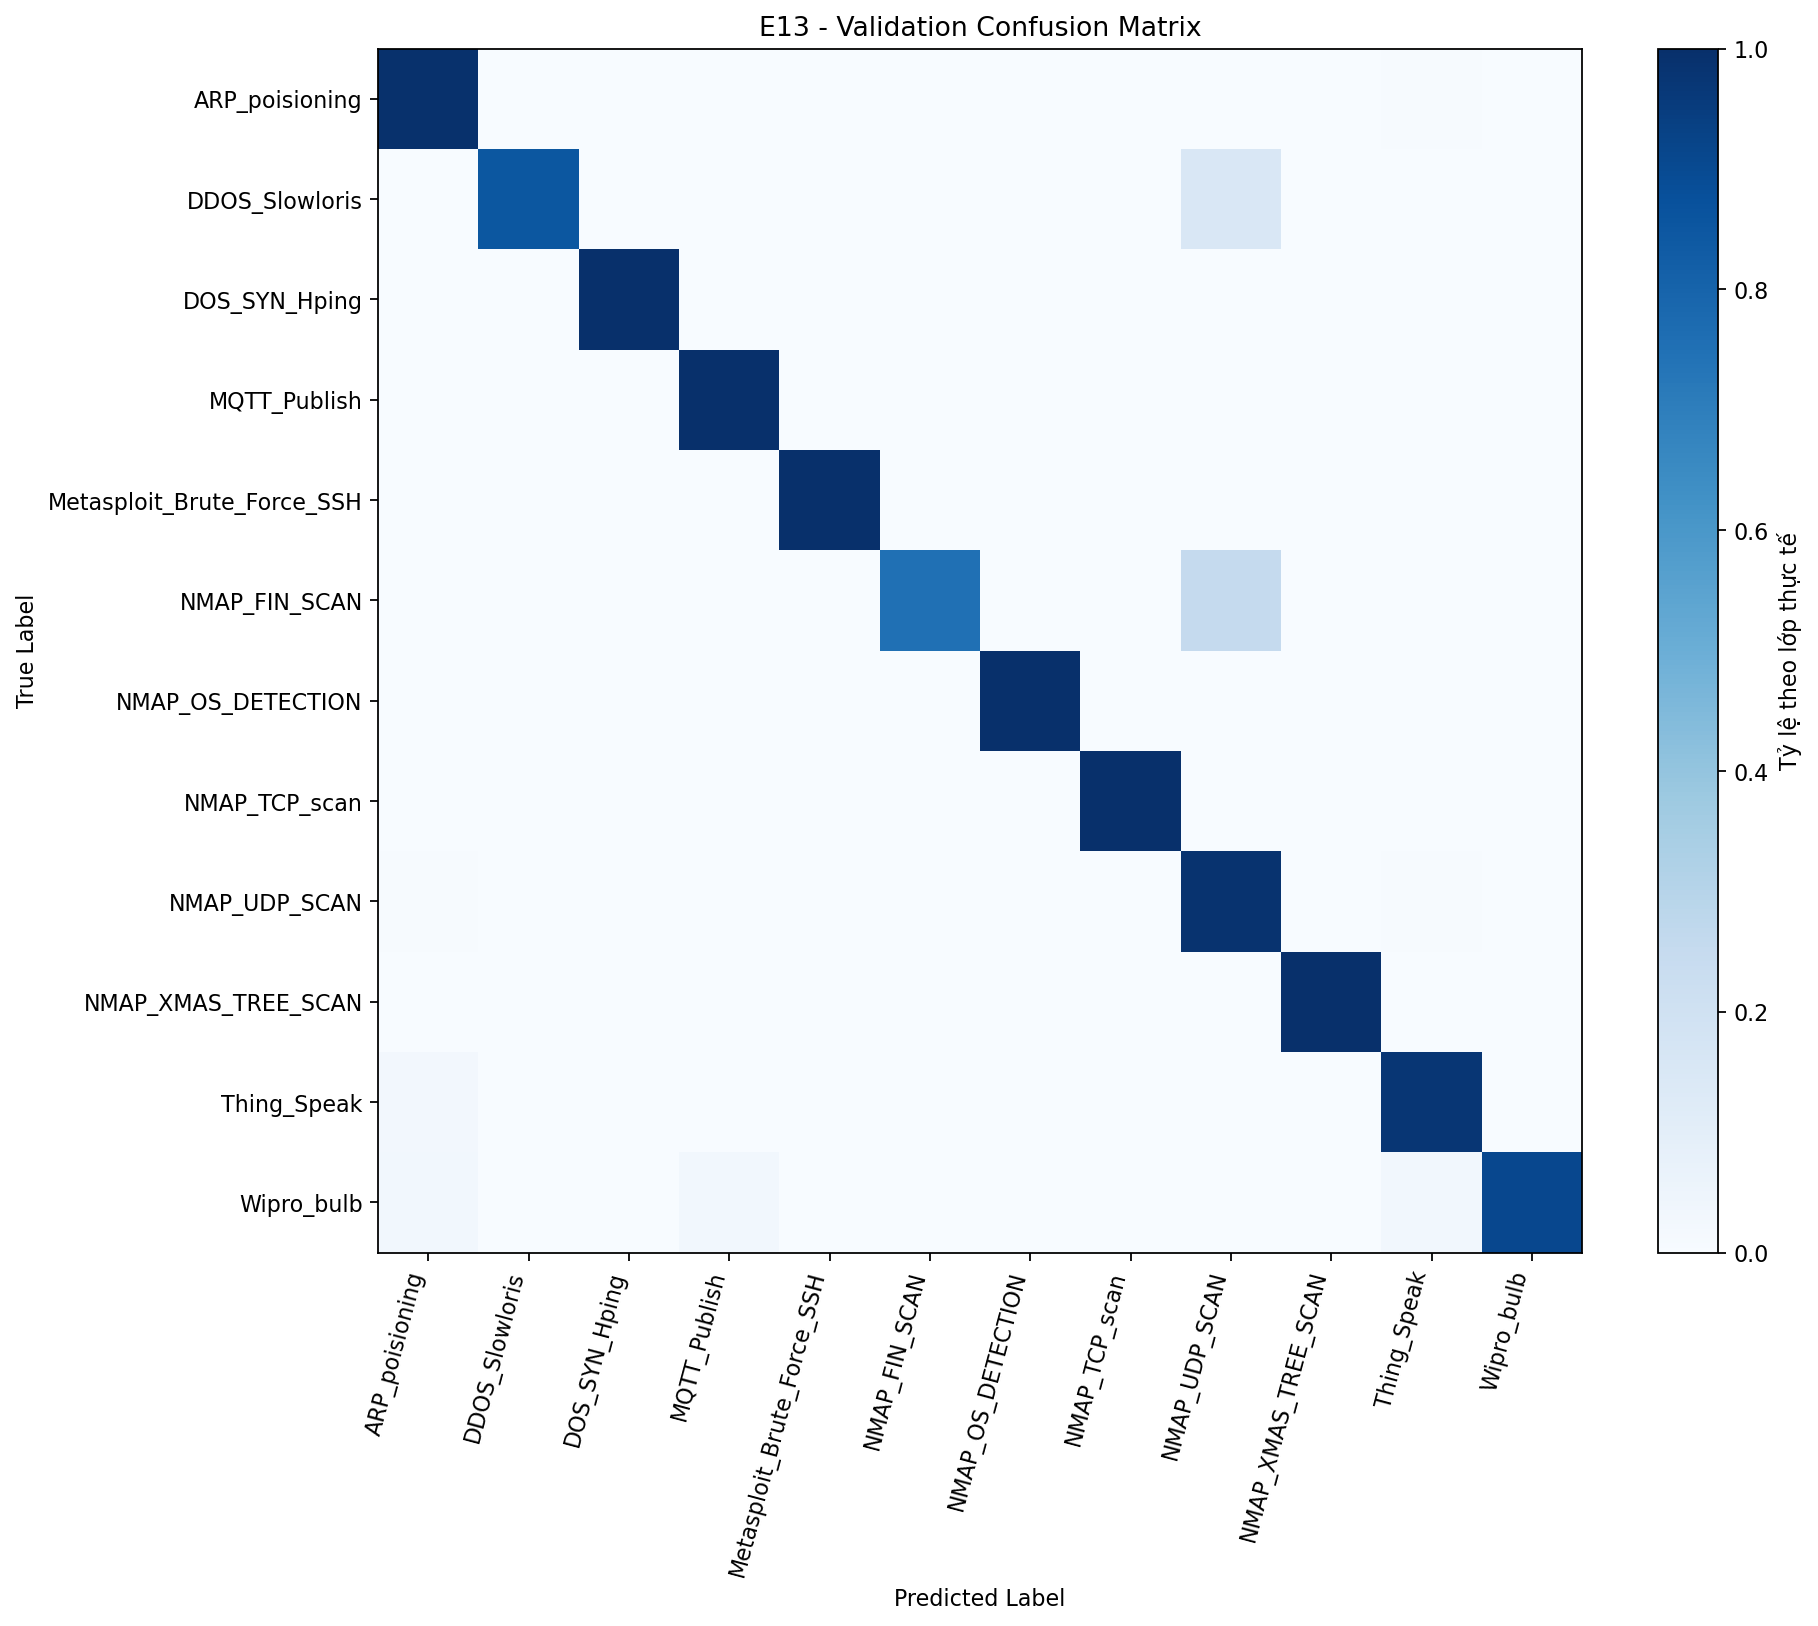 E13 - Validation Confusion Matrix
True Label
ARP_poisioning
DDOS_Slowloris
DOS_SYN_Hping
MQTT_Publish
Metasploit_Brute_Force_SSH
NMAP_FIN_SCAN
NMAP_OS_DETECTION
NMAP_TCP_scan
NMAP_UDP_SCAN
NMAP_XMAS_TREE_SCAN
Thing_Speak
Wipro_bulb
ARP_poisioning
DDOS_Slowloris
DOS_SYN_Hping
MQTT_Publish
Metasploit_Brute_Force_SSH
NMAP_FIN_SCAN
NMAP_OS_DETECTION
NMAP_TCP_scan
NMAP_UDP_SCAN
NMAP_XMAS_TREE_SCAN
Thing_Speak
Wipro_bulb
Predicted Label
1.0
0.8
0.6
0.4
0.2
0.0
Tỷ lệ theo lớp thực tế